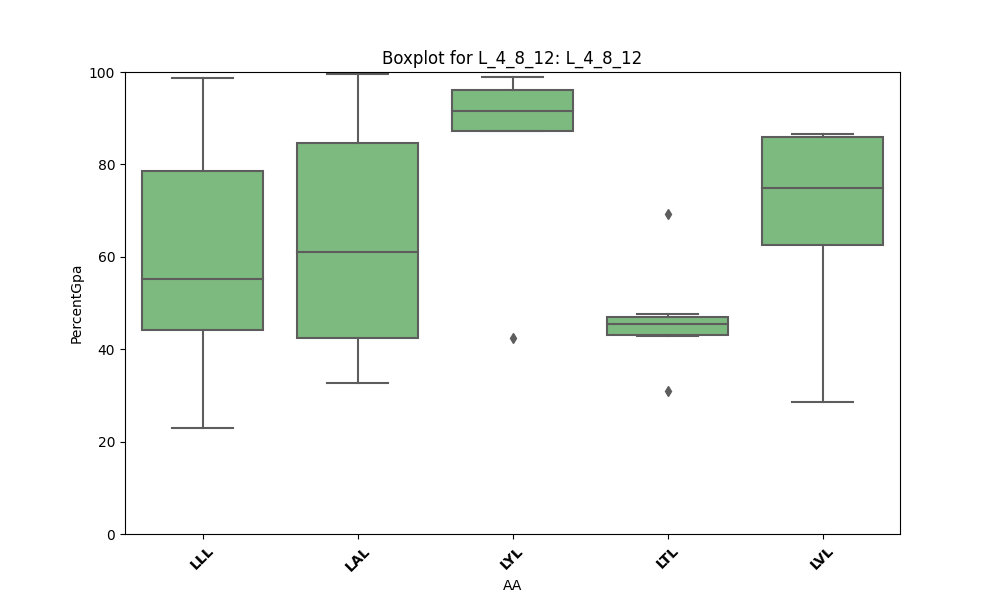 Boxplot for L_4_8_12: L_4_8_12
100
80
60
40
20
0
PercentGpa
LLL
LAL
LYL
LTL
LVL
AA